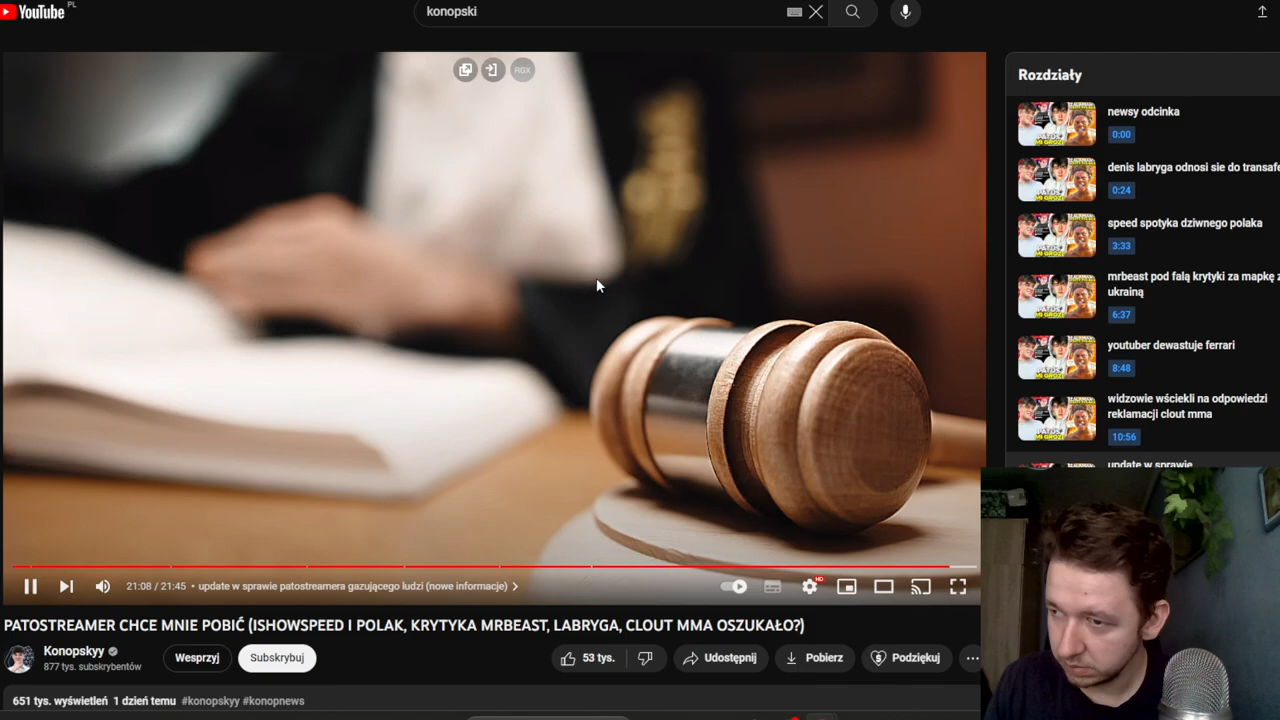 YouTube PL
konopski
RGX
Rozdziały
newsy odcinka
0:00
denis labryga odnosi sie do transafe
0:24
speed spotyka dziwnego polaka
3:33
mrbeast pod falą krytyki za mapkę z
ukrainą
6:37
youtuber dewastuje ferrari
8:48
widzowie wściekli na odpowiedzi
reklamacji clout mma
10:56
update w sprawie
21:08 / 21:45 • update w sprawie patostreamera gazującego ludzi (nowe informacje)
HD
PATOSTREAMER CHCE MNIE POBIĆ (ISHOWSPEED I POLAK, KRYTYKA MRBEAST, LABRYGA, CLOUT MMA OSZUKAŁO?)
Konopskyy
877 tys. subskrybentów
Wesprzyj
Subskrybuj
53 tys.
Udostępnij
Pobierz
Podziękuj
651 tys. wyświetleń 1 dzień temu #konopskyy #konopnews